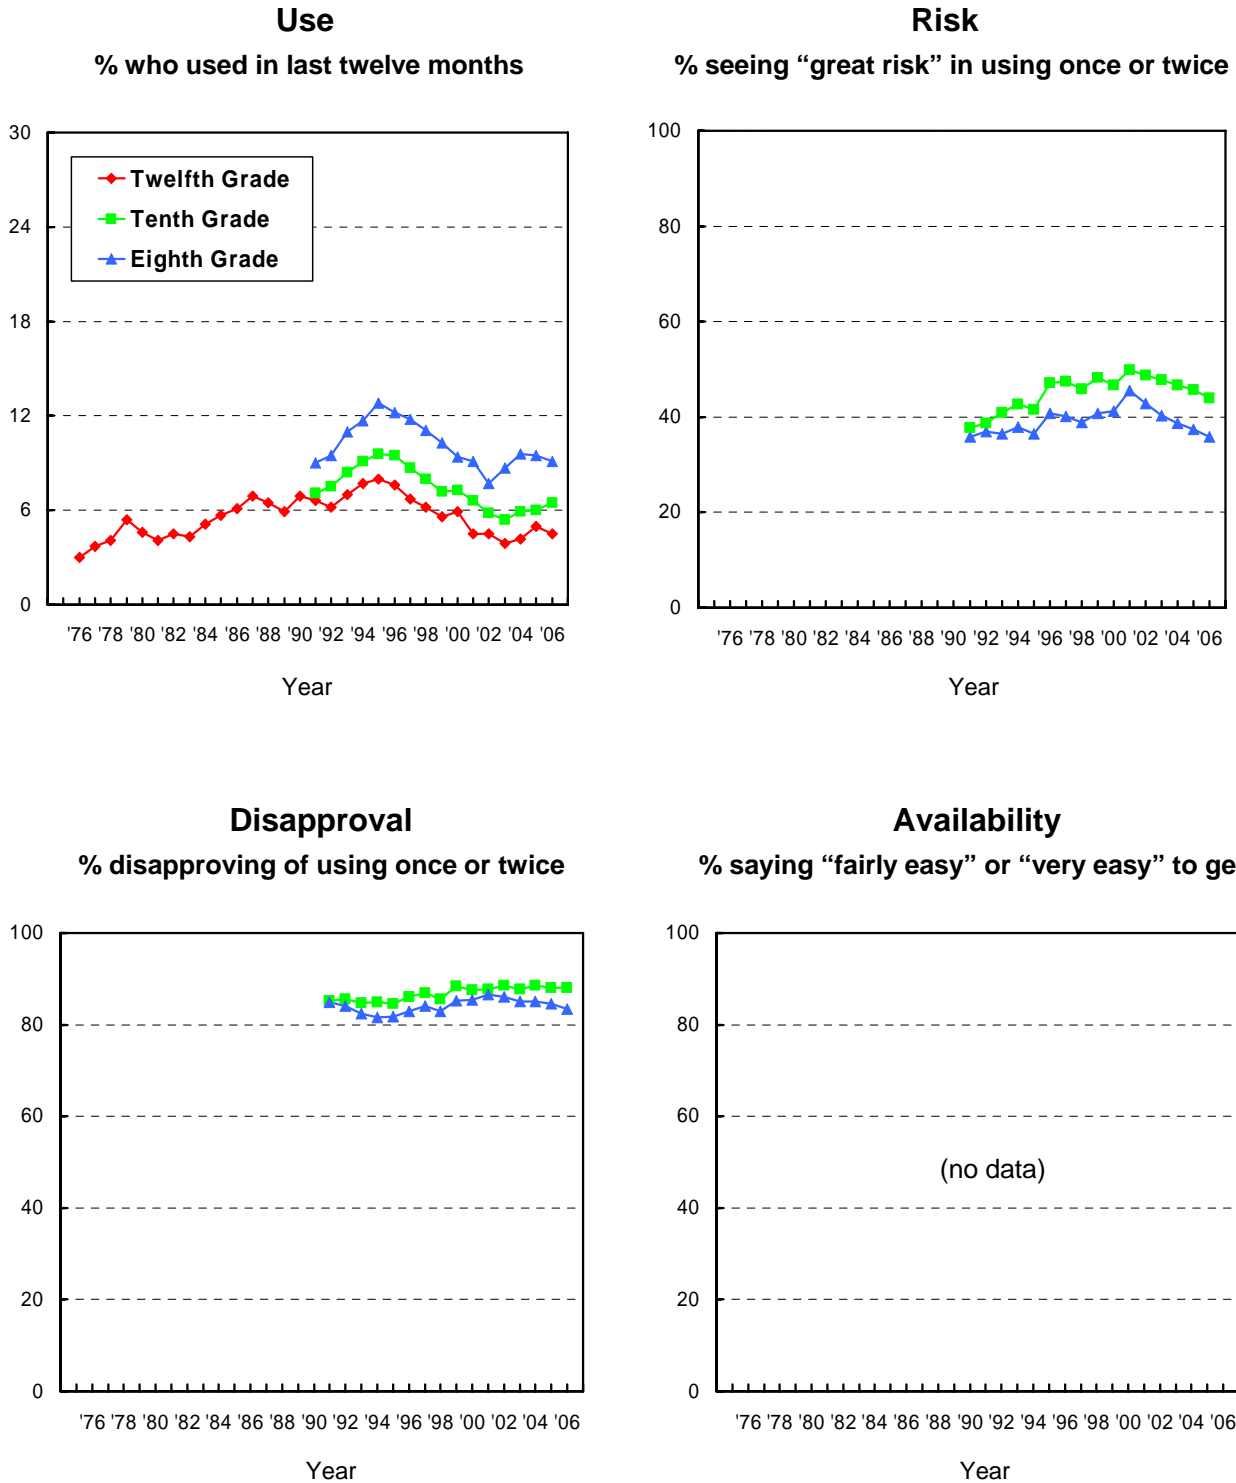 Use
% who used in last twelve months
30
24
18
12
6
0
Twelfth Grade
Tenth Grade
Eighth Grade
'76 '78 '80 '82 '84 '86 '88 '90 '92 '94 '96 '98 '00 '02 '04 '06
Year
Risk
% seeing “great risk” in using once or twice
100
80
60
40
20
0
'76 '78 '80 '82 '84 '86 '88 '90 '92 '94 '96 '98 '00 '02 '04 '06
Year
Disapproval
% disapproving of using once or twice
100
80
60
40
20
0
'76 '78 '80 '82 '84 '86 '88 '90 '92 '94 '96 '98 '00 '02 '04 '06
Year
Availability
% saying “fairly easy” or “very easy” to ge
100
80
60
40
20
0
(no data)
'76 '78 '80 '82 '84 '86 '88 '90 '92 '94 '96 '98 '00 '02 '04 '06
Year